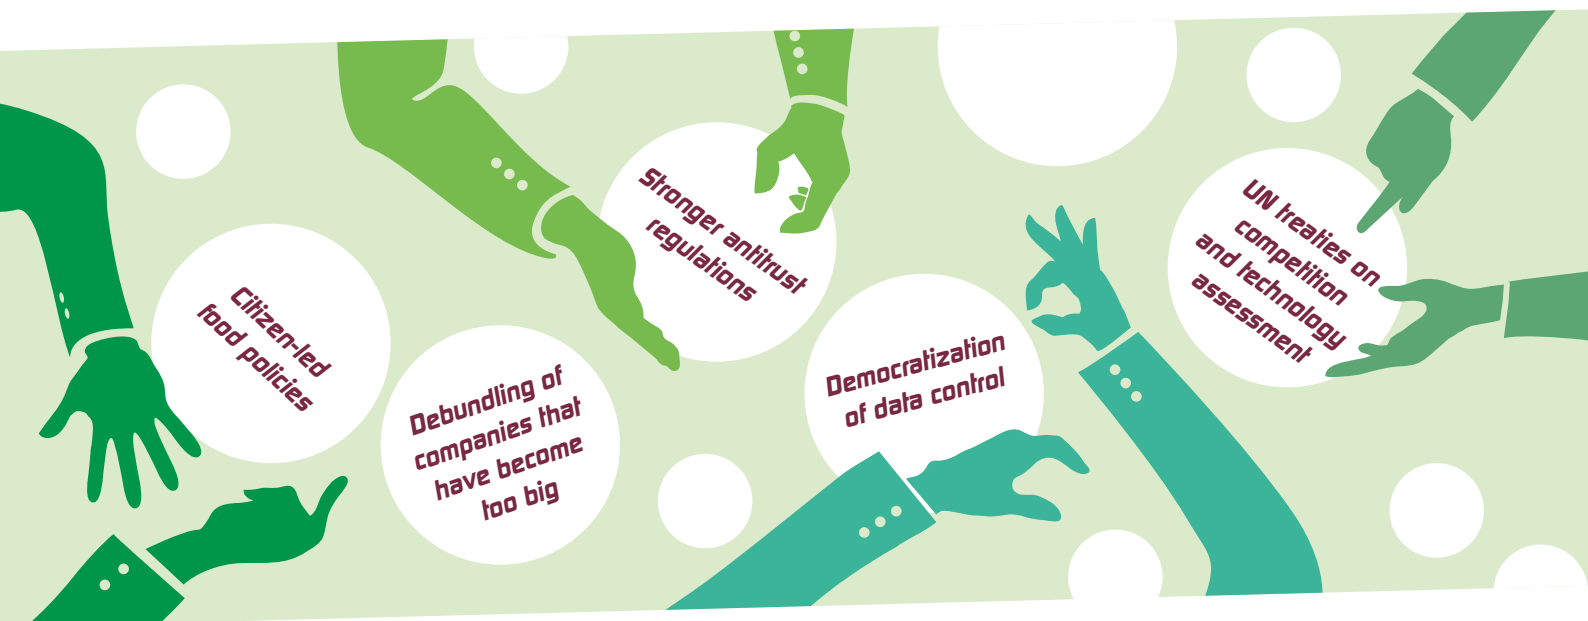 Citizen-led
food policies
Debundling of
companies that
have become
too big
Stronger antitrust
regulations
Democratization
of data control
UN treaties on
competition
and technology
assessment